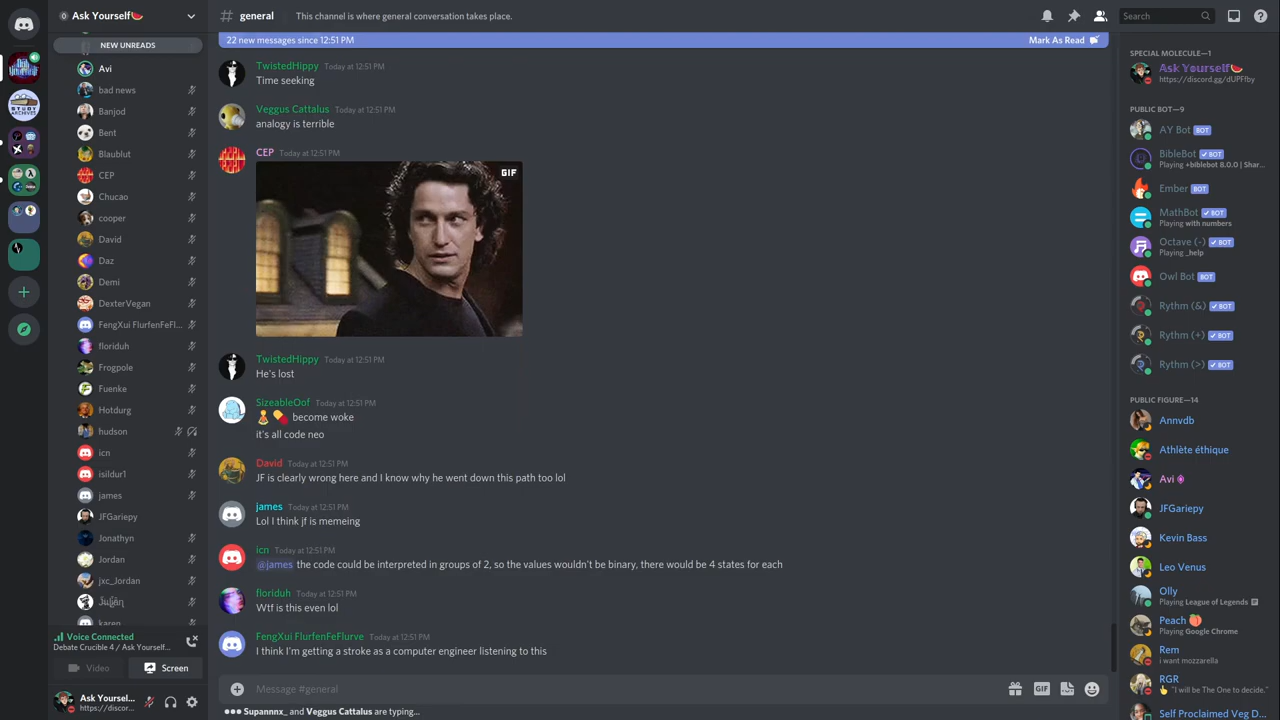 Ask Yourself🍉
# general
This channel is where general conversation takes place.
Search
NEW UNREADS
Avi
bad news
Banjod
Bent
Blaublut
CEP
Chucao
cooper
David
Daz
Demi
DexterVegan
FengXui FlurfenFeFl...
floriduh
Frogpole
Fuenke
Hotdurg
hudson
icn
isildur1
james
JFGariepy
Jonathyn
Jordan
jxc_Jordan
karen
Voice Connected
Debate Crucible 4 / Ask Yourself...
Video
Screen
Ask Yoursel...
https://discor...
22 new messages since 12:51 PM
Mark As Read
TwistedHippy Today at 12:51 PM
Time seeking
Veggus Cattalus Today at 12:51 PM
analogy is terrible
CEP Today at 12:51 PM
GIF
TwistedHippy Today at 12:51 PM
He's lost
SizeableOof Today at 12:51 PM
become woke
it's all code neo
David Today at 12:51 PM
JF is clearly wrong here and I know why he went down this path too lol
james Today at 12:51 PM
Lol I think jf is memeing
icn Today at 12:51 PM
@james the code could be interpreted in groups of 2, so the values wouldn't be binary, there would be 4 states for each
floriduh Today at 12:51 PM
Wtf is this even lol
FengXui FlurfenFeFlurve Today at 12:51 PM
I think I'm getting a stroke as a computer engineer listening to this
Message #general
GIF
Supannnx_ and Veggus Cattalus are typing...
SPECIAL MOLECULE—1
Ask Yourself🍉
https://discord.gg/dUPFfby
PUBLIC BOT—9
AY Bot BOT
BibleBot ✓ BOT
Playing +biblebot 8.0.0 | Shar...
Ember BOT
MathBot ✓ BOT
Playing with numbers
Octave (-) ✓ BOT
Playing _help
Owl Bot BOT
Rythm (&) ✓ BOT
Rythm (+) ✓ BOT
Rythm (>) ✓ BOT
PUBLIC FIGURE—14
Annvdb
Athlète éthique
Avi
JFGariepy
Kevin Bass
Leo Venus
Olly
Playing League of Legends
Peach 🍑
Playing Google Chrome
Rem
i want mozzarella
RGR
"I will be The One to decide."
Self Proclaimed Veg D...